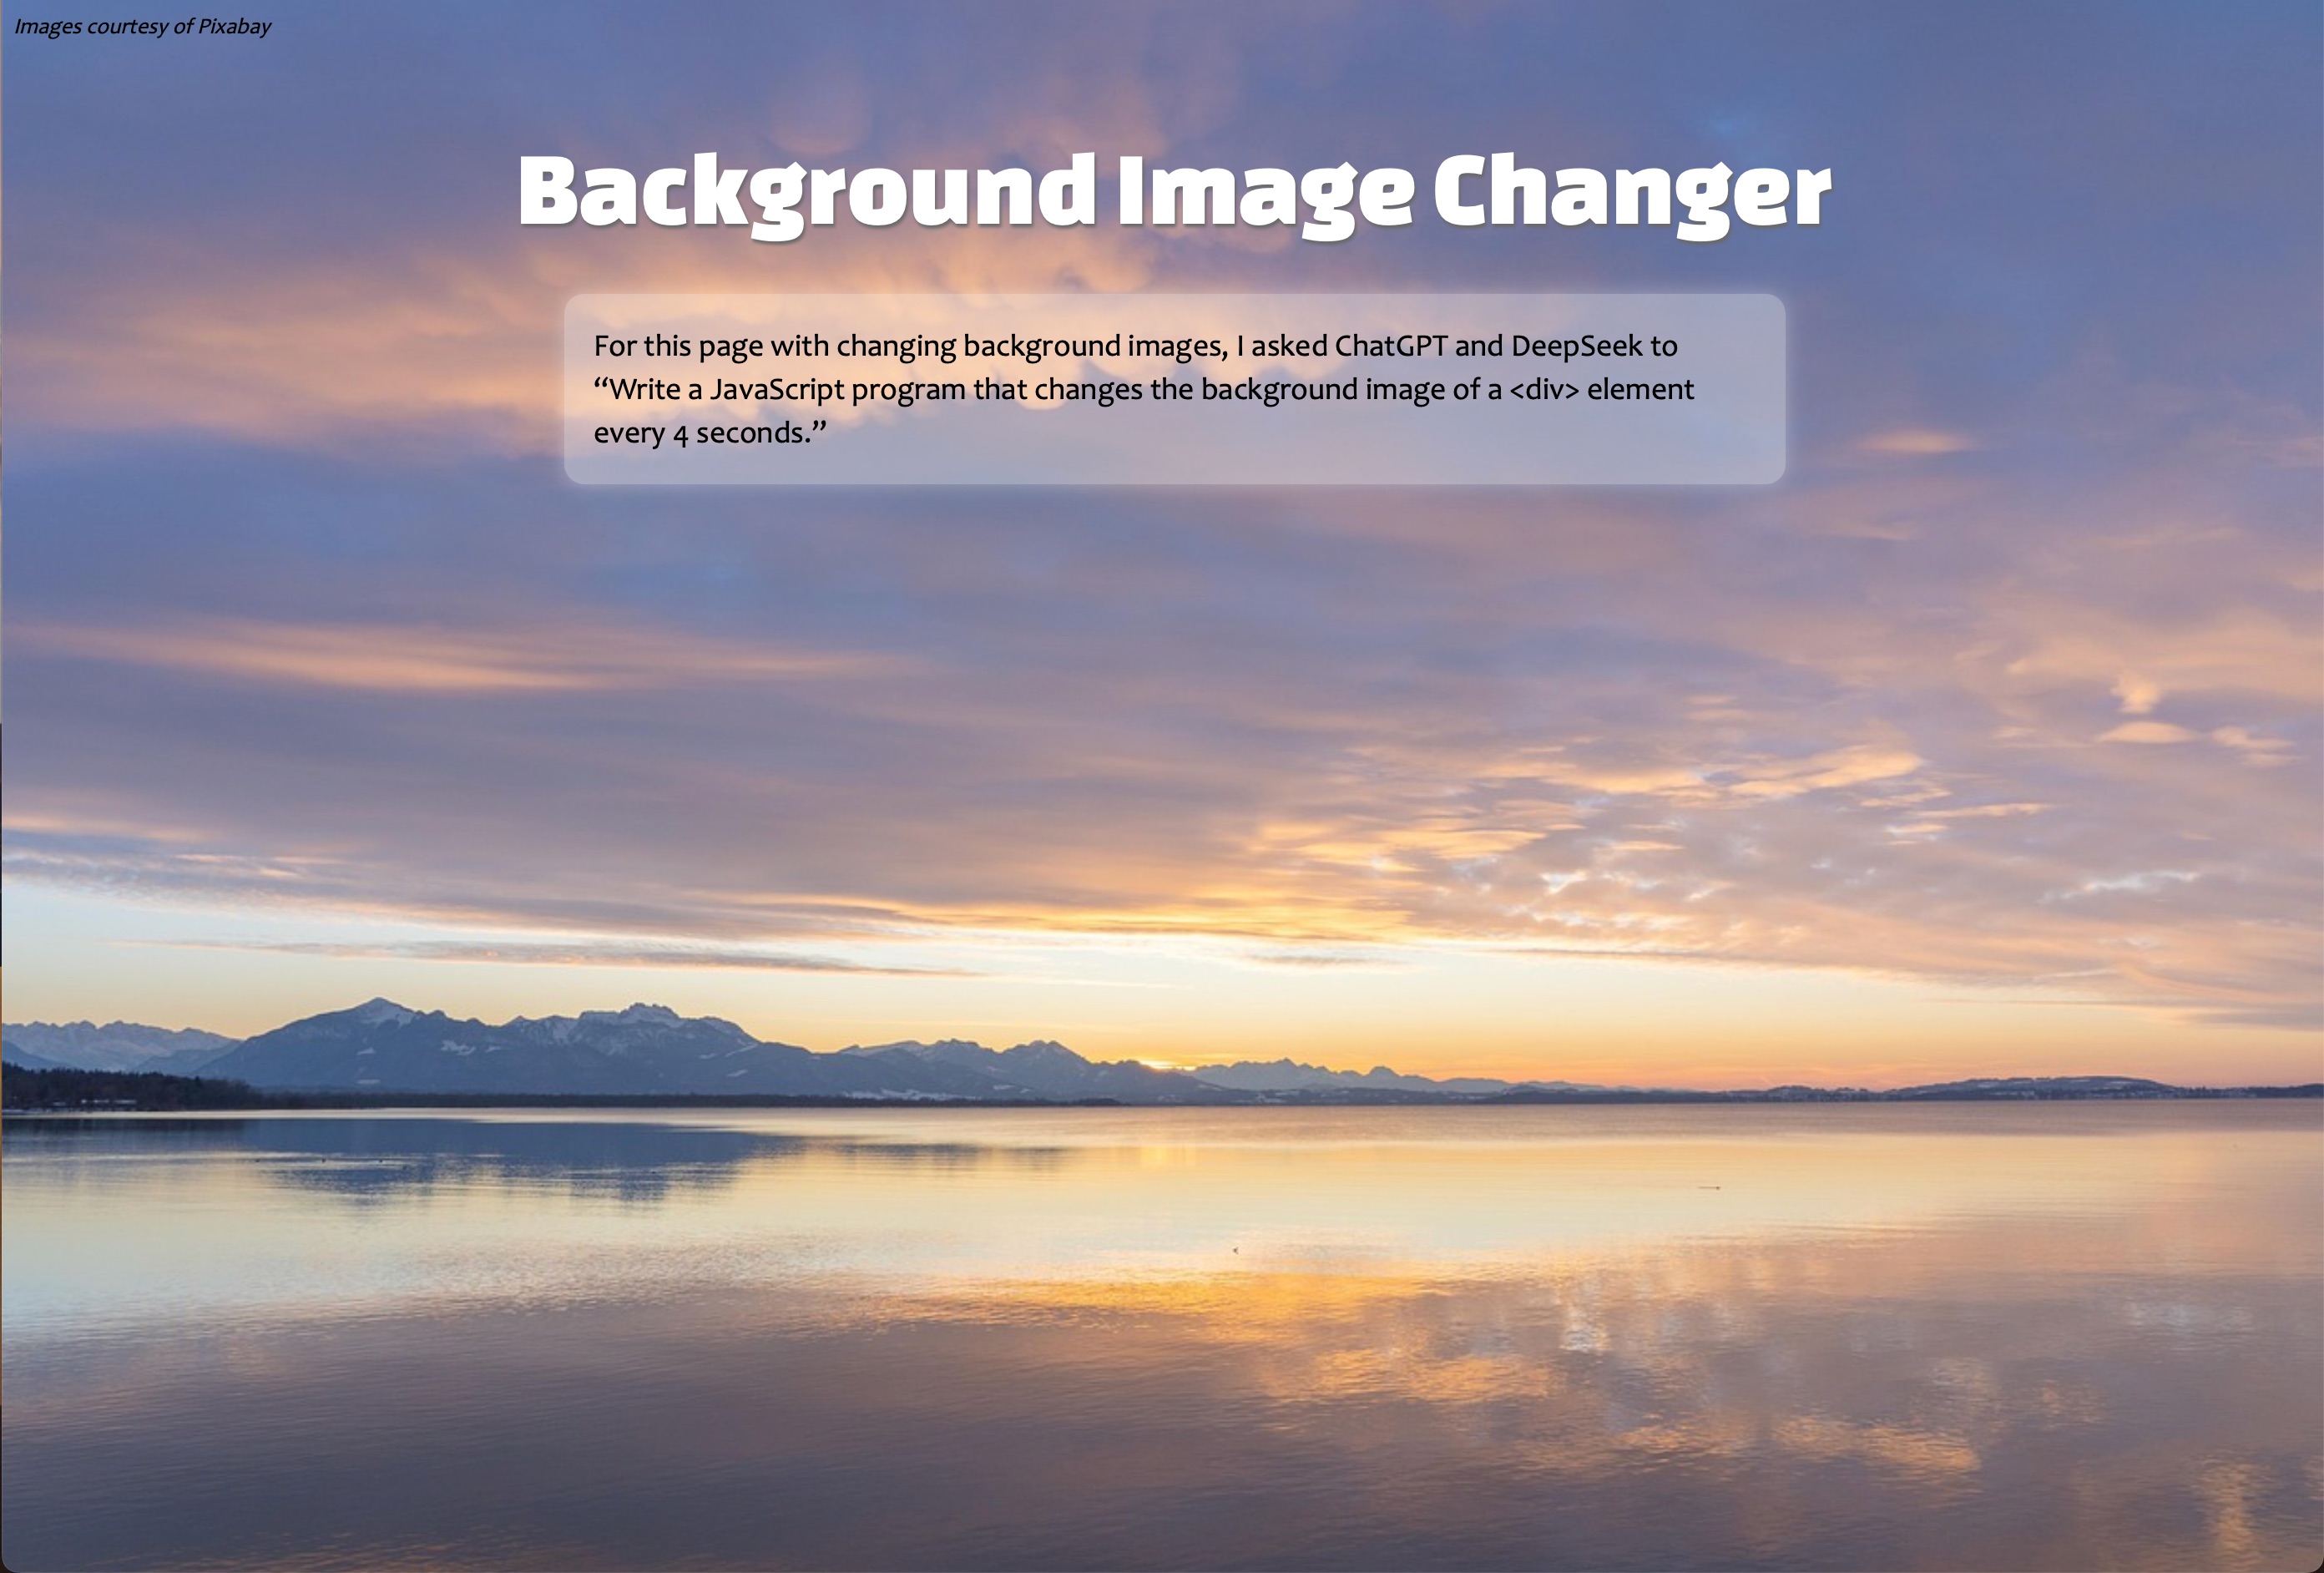 Images courtesy of Pixabay
Background Image Changer
For this page with changing background images, I asked ChatGPT and DeepSeek to
“Write a JavaScript program that changes the background image of a <div> element
every 4 seconds.”